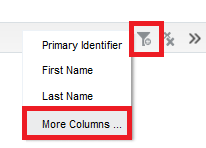 Primary Identifier
First Name
Last Name
More Columns ...